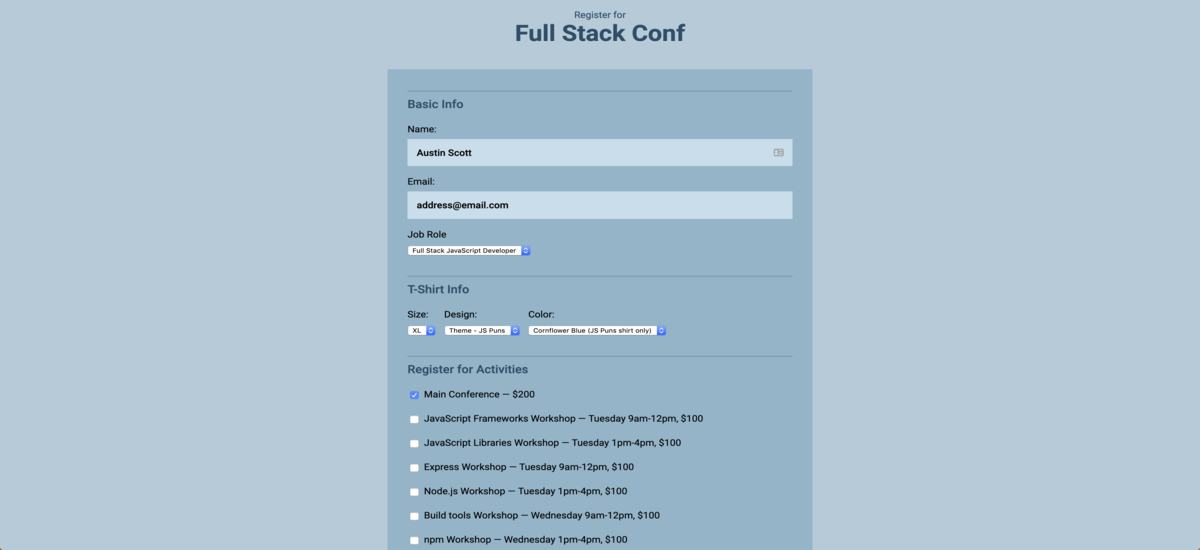 Register for
Full Stack Conf
Basic Info
Name:
Austin Scott
Email:
address@email.com
Job Role
Full Stack JavaScript Developer
T-Shirt Info
Size: Design: Color:
XL Theme - JS Puns Cornflower Blue (JS Puns shirt only)
Register for Activities
Main Conference — $200
JavaScript Frameworks Workshop — Tuesday 9am-12pm, $100
JavaScript Libraries Workshop — Tuesday 1pm-4pm, $100
Express Workshop — Tuesday 9am-12pm, $100
Node.js Workshop — Tuesday 1pm-4pm, $100
Build tools Workshop — Wednesday 9am-12pm, $100
npm Workshop — Wednesday 1pm-4pm, $100